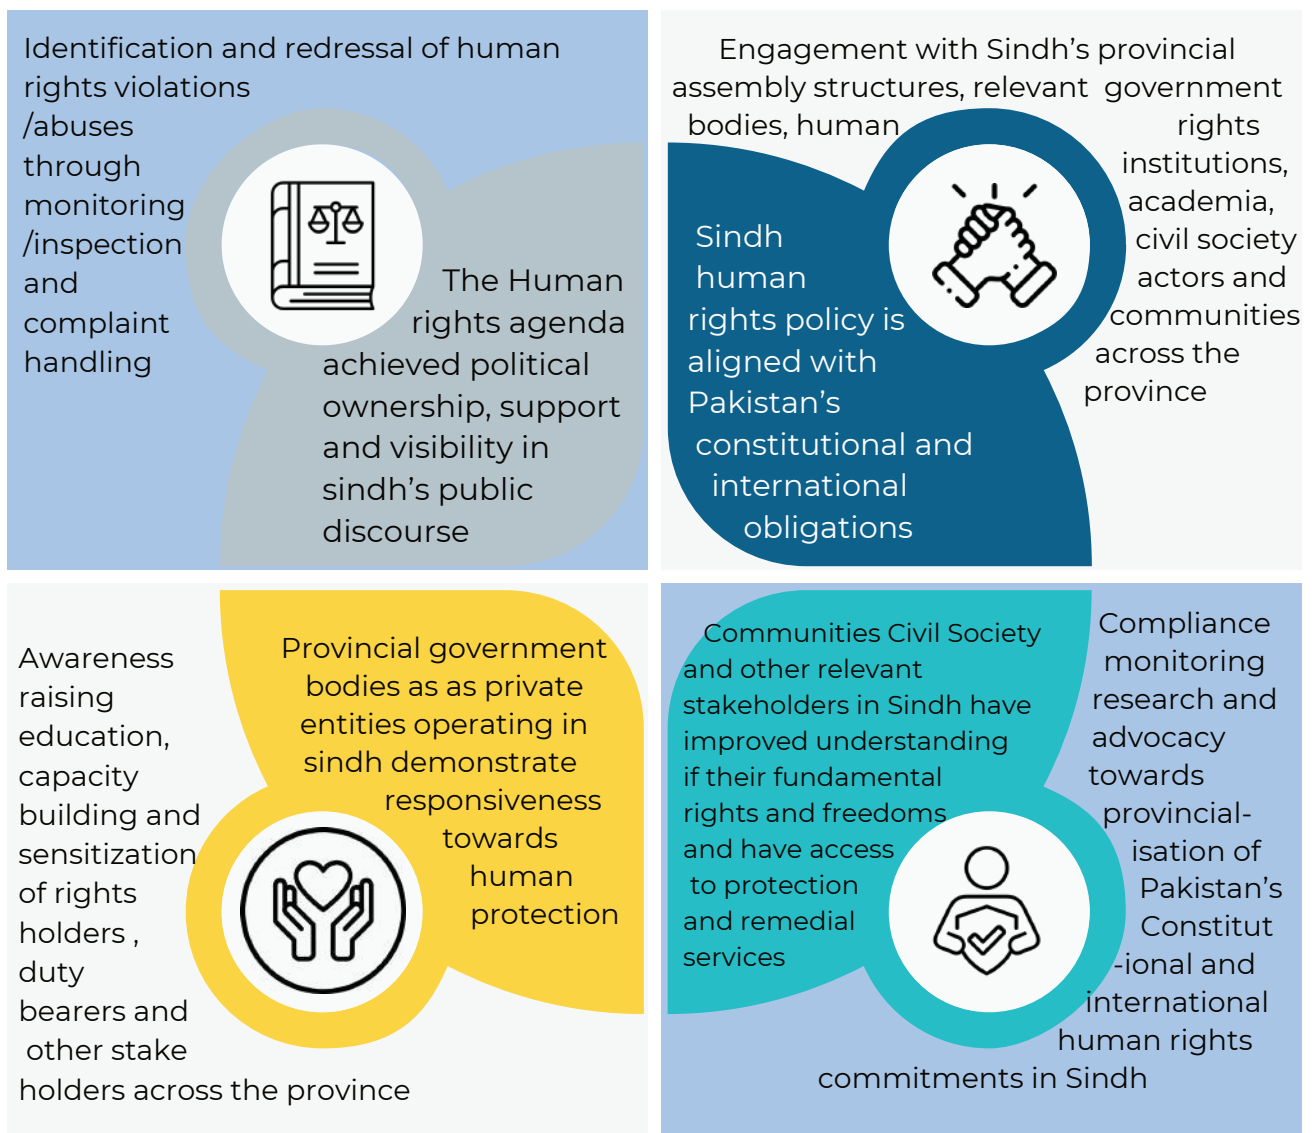 Identification and redressal of human
rights violations
/abuses
through
monitoring
/inspection
and
complaint
handling
The Human
rights agenda
achieved political
ownership, support
and visibility in
sindh's public
discourse
Engagement with Sindh's provincial
assembly structures, relevant government
bodies, human rights
institutions,
academia,
civil society
actors and
communities
across the
province
Sindh
human
rights policy is
aligned with
Pakistan's
constitutional and
international
obligations
Awareness
raising
education,
capacity
building and
sensitization
of rights
holders ,
duty
bearers and
other stake
holders across the province
Provincial government
bodies as as private
entities operating in
sindh demonstrate
responsiveness
towards
human
protection
Communities Civil Society
and other relevant
stakeholders in Sindh have
improved understanding
if their fundamental
rights and freedoms
and have access
to protection
and remedial
services
Compliance
monitoring
research and
advocacy
towards
provincial-
isation of
Pakistan's
Constitut
-ional and
international
human rights
commitments in Sindh